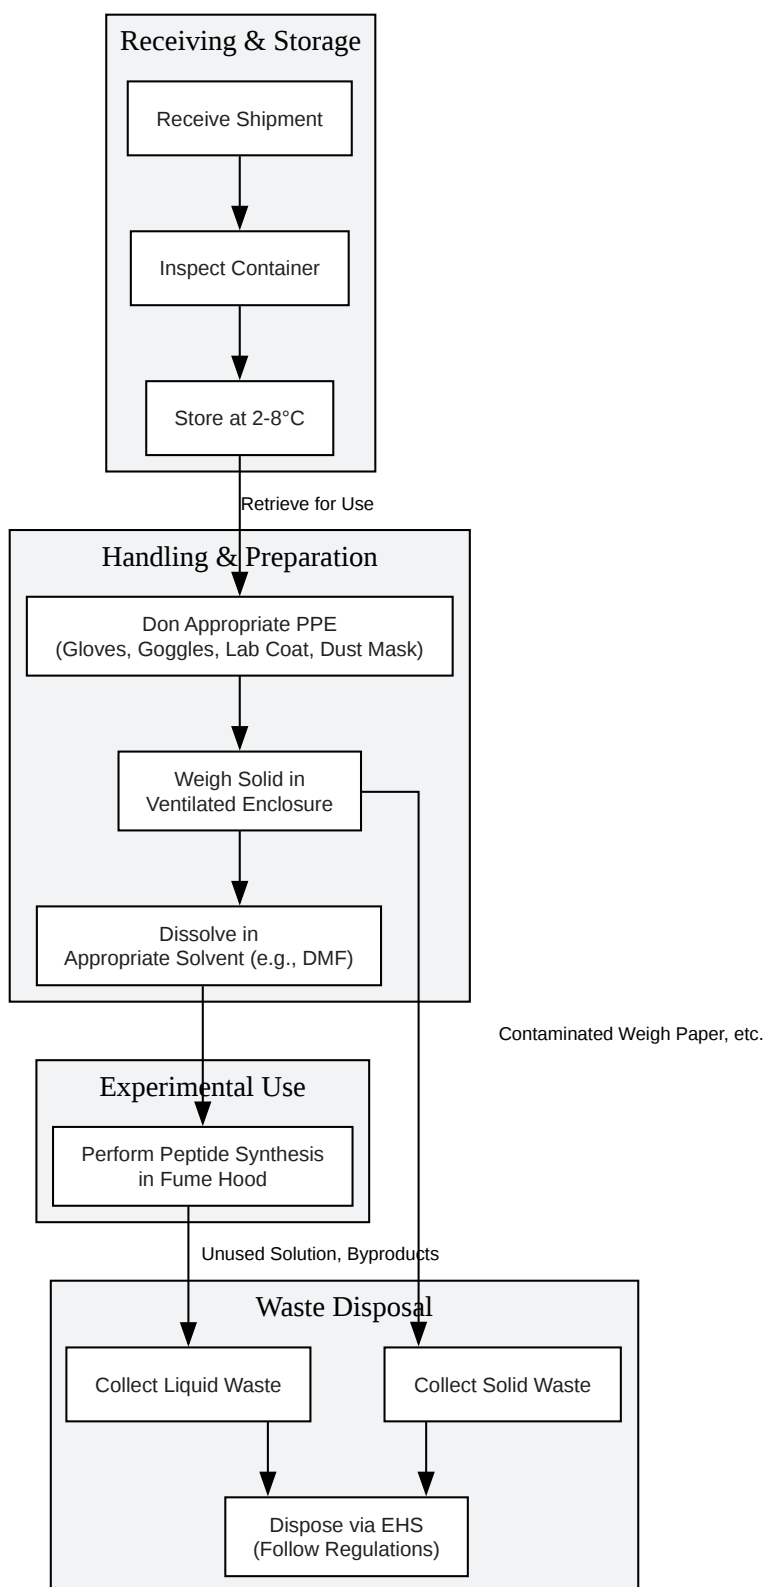 Receiving & Storage
Receive Shipment
Inspect Container
Store at 2-8°C
Retrieve for Use
Handling & Preparation
Don Appropriate PPE
(Gloves, Goggles, Lab Coat, Dust Mask)
Weigh Solid in
Ventilated Enclosure
Dissolve in
Appropriate Solvent (e.g., DMF)
Contaminated Weigh Paper, etc.
Experimental Use
Perform Peptide Synthesis
in Fume Hood
Unused Solution, Byproducts
Waste Disposal
Collect Liquid Waste
Collect Solid Waste
Dispose via EHS
(Follow Regulations)